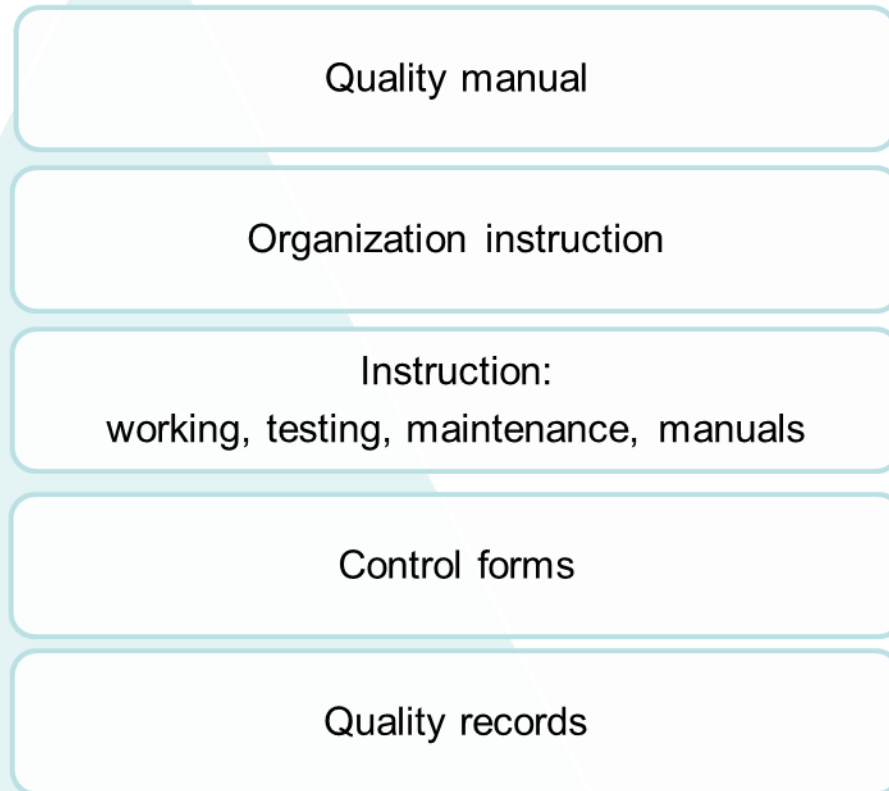 Quality manual
Organization instruction
Instruction:
working, testing, maintenance, manuals
Control forms
Quality records